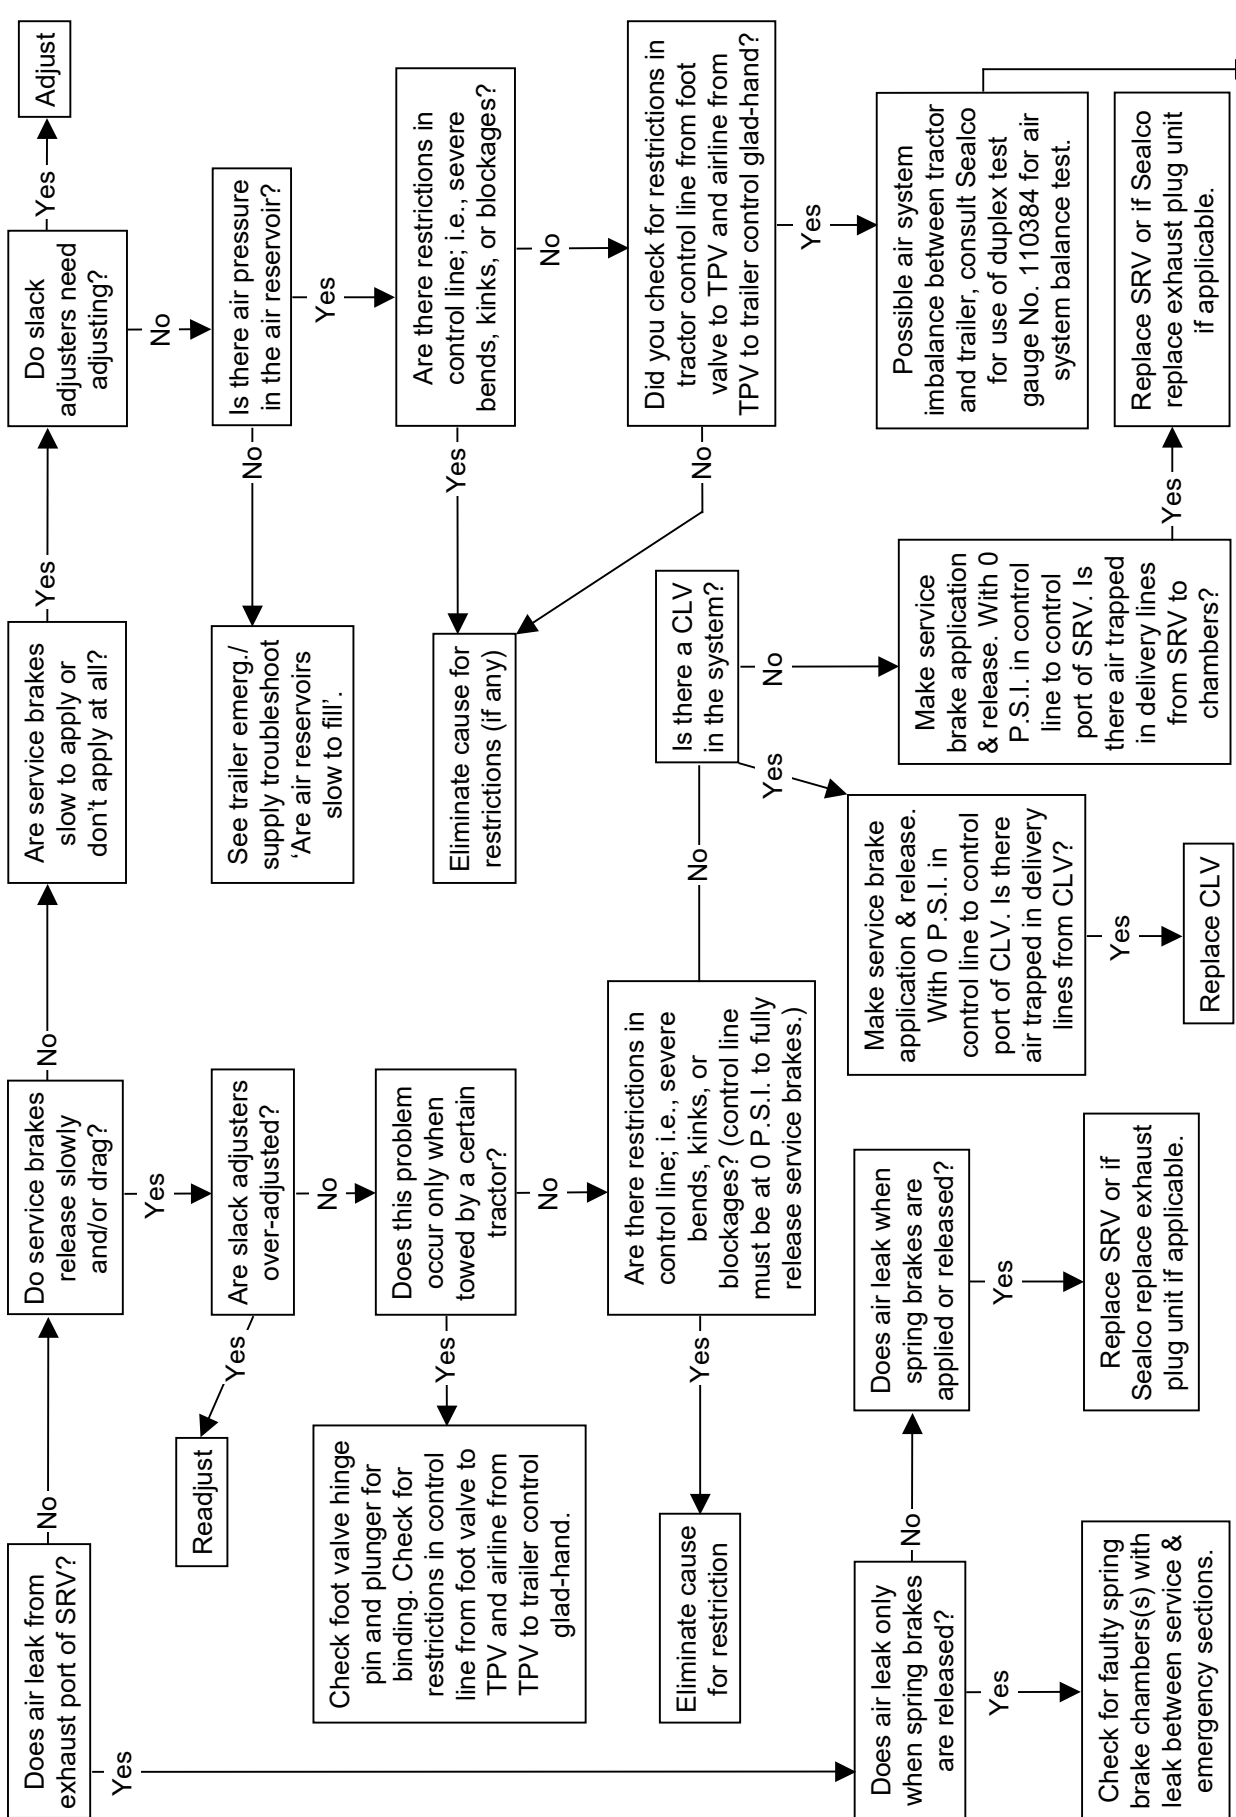 Does air leak from
exhaust port of SRV?
No
Yes
Do service brakes
release slowly
and/or drag?
No
Yes
Are service brakes
slow to apply or
don't apply at all?
Yes
Do slack
adjusters need
adjusting?
Yes
No
Adjust
Readjust
Yes
Are slack adjusters
over-adjusted?
No
See trailer emerg./
supply troubleshoot
‘Are air reservoirs
slow to fill’.
No
Is there air pressure
in the air reservoir?
Yes
Check foot valve hinge
pin and plunger for
binding. Check for
restrictions in control
line from foot valve to
TPV and airline from
TPV to trailer control
glad-hand.
Yes
Does this problem
occur only when
towed by a certain
tractor?
No
Eliminate cause for
restrictions (if any)
Yes
Are there restrictions in
control line; i.e., severe
bends, kinks, or blockages?
No
Eliminate cause
for restriction
Yes
Are there restrictions in
control line; i.e., severe
bends, kinks, or
blockages? (control line
must be at 0 P.S.I. to fully
release service brakes.)
No
Is there a CLV
in the system?
Yes
No
No
Did you check for restrictions in
tractor control line from foot
valve to TPV and airline from
TPV to trailer control glad-hand?
Yes
Does air leak only
when spring brakes
are released?
No
Yes
Does air leak when
spring brakes are
applied or released?
Yes
Make service brake
application & release.
With 0 P.S.I. in
control line to control
port of CLV. Is there
air trapped in delivery
lines from CLV?
Yes
Make service
brake application
& release. With 0
P.S.I. in control
line to control
port of SRV. Is
there air trapped
in delivery lines
from SRV to
chambers?
Yes
Possible air system
imbalance between tractor
and trailer, consult Sealco
for use of duplex test
gauge No. 110384 for air
system balance test.
Check for faulty spring
brake chambers(s) with
leak between service &
emergency sections.
Replace SRV or if
Sealco replace exhaust
plug unit if applicable.
Replace CLV
Replace SRV or if Sealco
replace exhaust plug unit
if applicable.